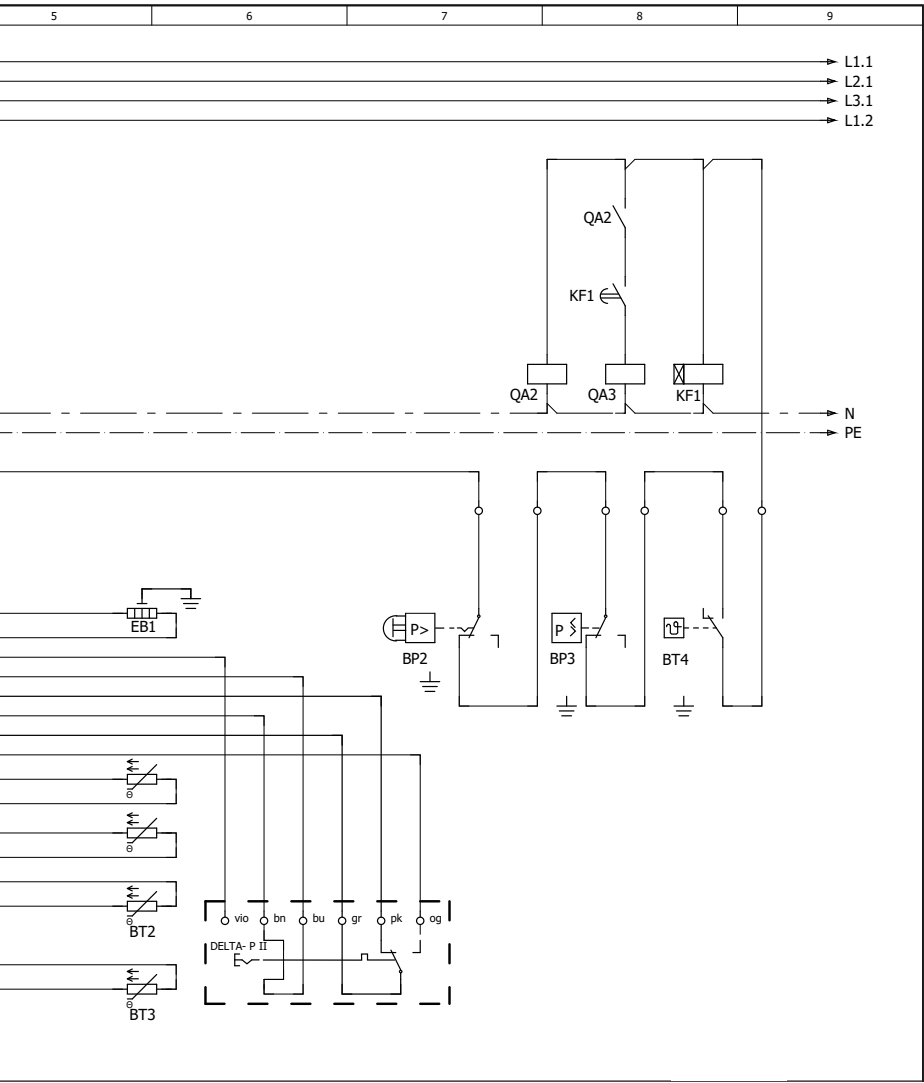 5 6 7 8 9
L1.1
L2.1
L3.1
L1.2
QA2
KF1
QA2 QA3 KF1
N
PE
EB1
P> P
BP2 BP3 BT4
Θ
Θ
Θ
BT2
vio bn bu gr pk og
DELTA- P II
Θ
BT3